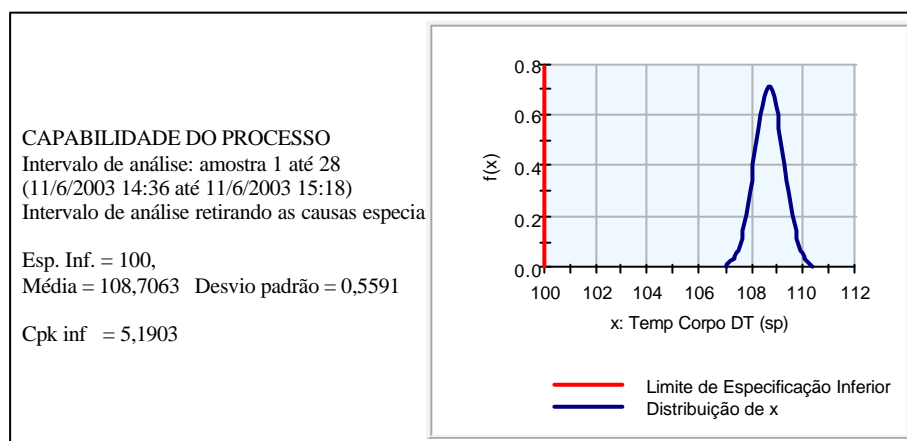 CAPABILIDADE DO PROCESSO
Intervalo de análise: amostra 1 até 28
(11/6/2003 14:36 até 11/6/2003 15:18)
Intervalo de análise retirando as causas especia
Esp. Inf. = 100,
Média = 108,7063 Desvio padrão = 0,5591
Cpk inf = 5,1903
0.8
0.6
0.4
0.2
0.0
f(x)
100 102 104 106 108 110 112
x: Temp Corpo DT (sp)
Limite de Especificação Inferior
Distribuição de x